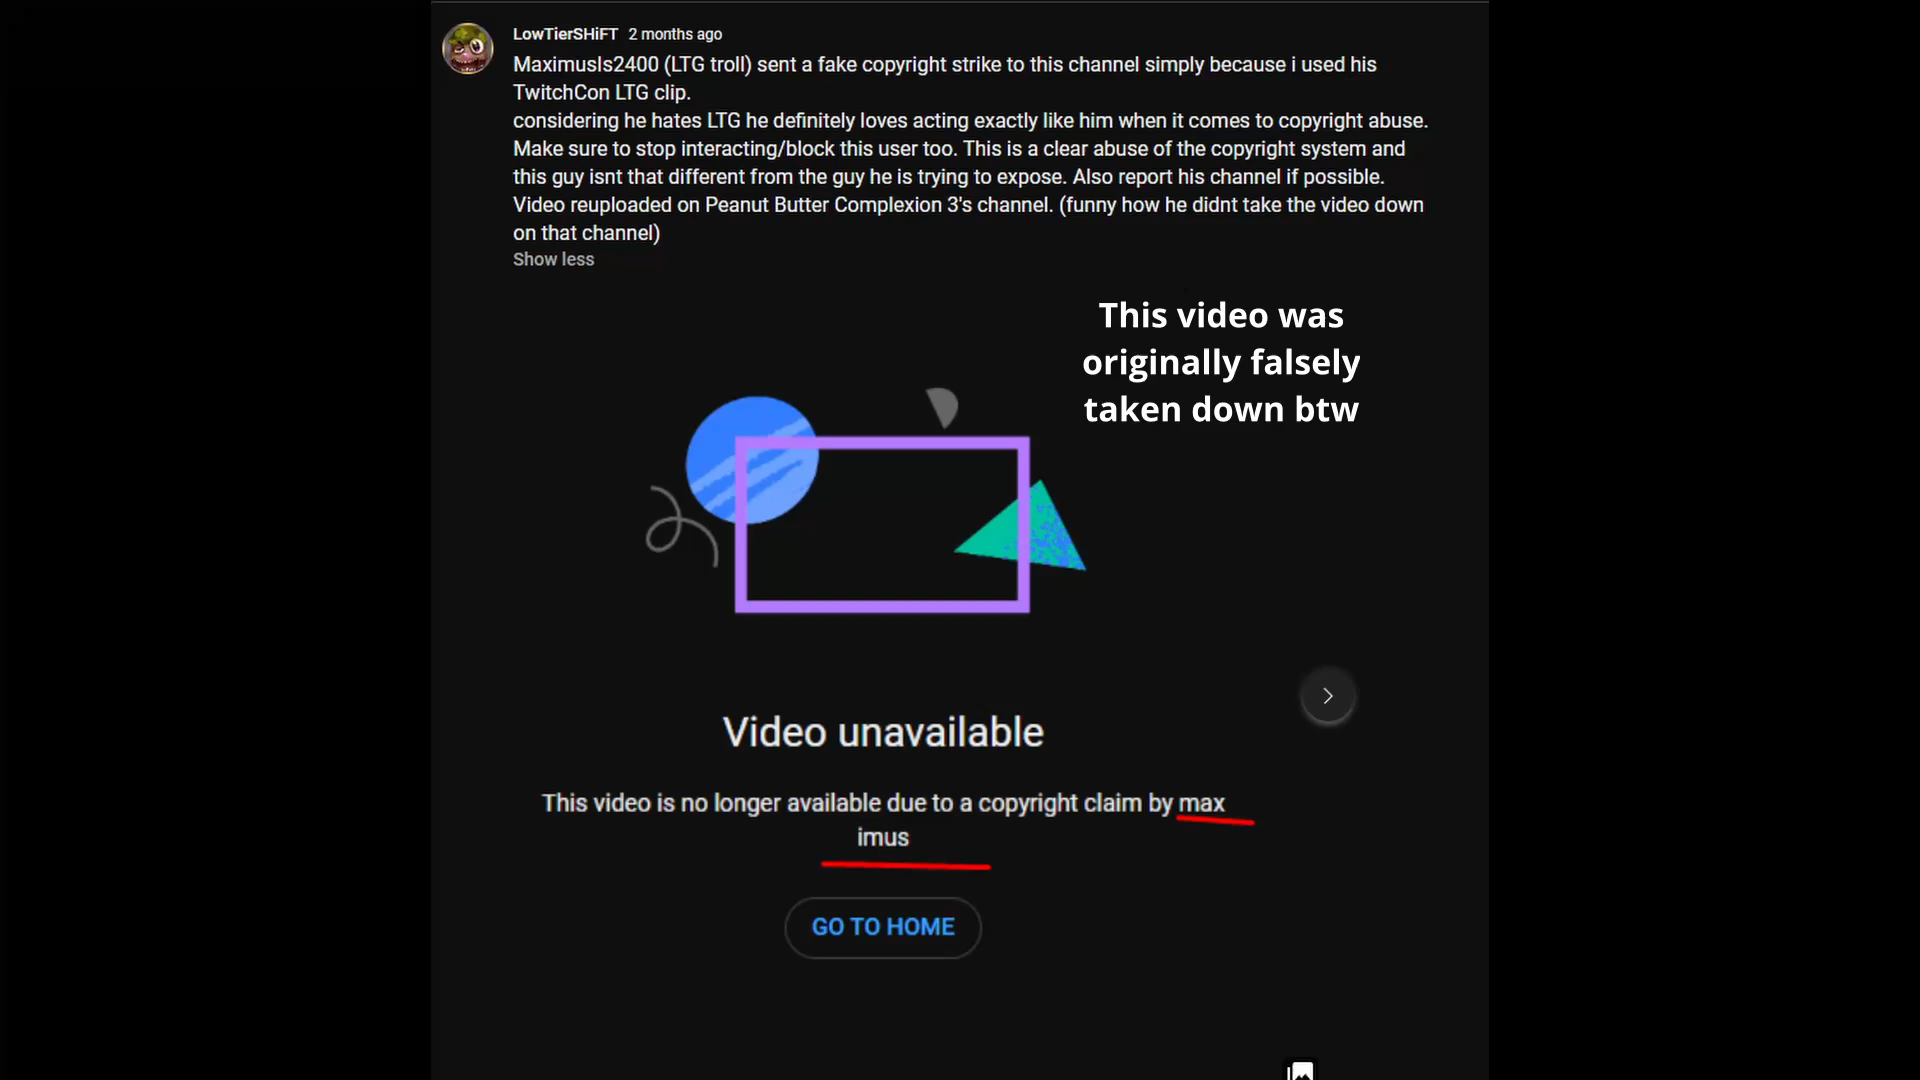 LowTierSHiFT 2 months ago
MaximusIs2400 (LTG troll) sent a fake copyright strike to this channel simply because i used his
TwitchCon LTG clip.
considering he hates LTG he definitely loves acting exactly like him when it comes to copyright abuse.
Make sure to stop interacting/block this user too. This is a clear abuse of the copyright system and
this guy isnt that different from the guy he is trying to expose. Also report his channel if possible.
Video reuploaded on Peanut Butter Complexion 3's channel. (funny how he didnt take the video down
on that channel)
Show less
This video was
originally falsely
taken down btw
Video unavailable
This video is no longer available due to a copyright claim by max
imus
GO TO HOME